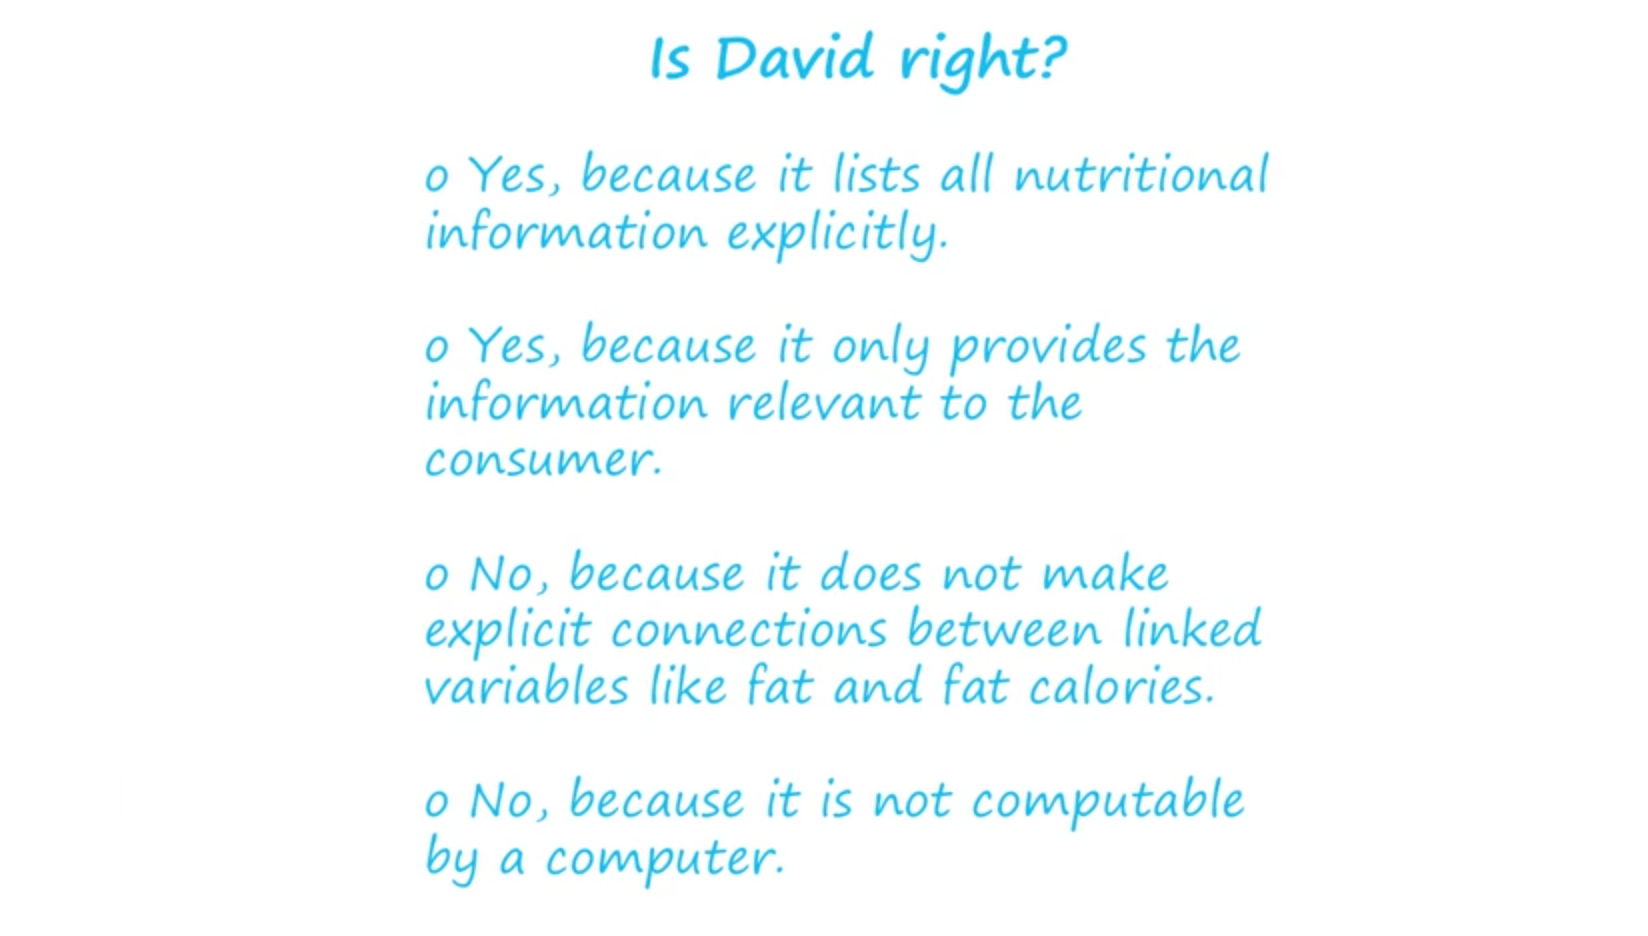 Is David right?
o Yes, because it lists all nutritional
information explicitly.
o Yes, because it only provides the
information relevant to the
consumer.
o No, because it does not make
explicit connections between linked
variables like fat and fat calories.
o No, because it is not computable
by a computer.